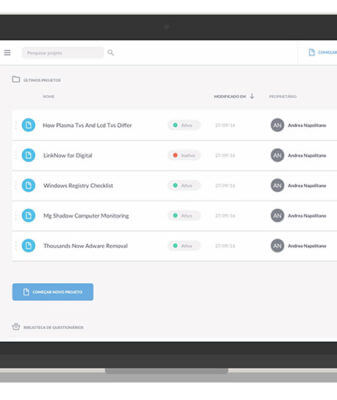 Pesquisar projeto
COMEÇAR
ÚLTIMOS PROJETOS
NOME MODIFICADO EM PROPRIETÁRIO
How Plasma Tvs And Lcd Tvs Differ Ativo 27/09/16 AN Andrea Napolitano
LinkNow for Digital Inativo 27/09/16 AN Andrea Napolitano
Windows Registry Checklist Ativo 27/09/16 AN Andrea Napolitano
Mg Shadow Computer Monitoring Ativo 27/09/16 AN Andrea Napolitano
Thousands Now Adware Removal Ativo 27/09/16 AN Andrea Napolitano
COMEÇAR NOVO PROJETO
BIBLIOTECA DE QUESTIONÁRIOS